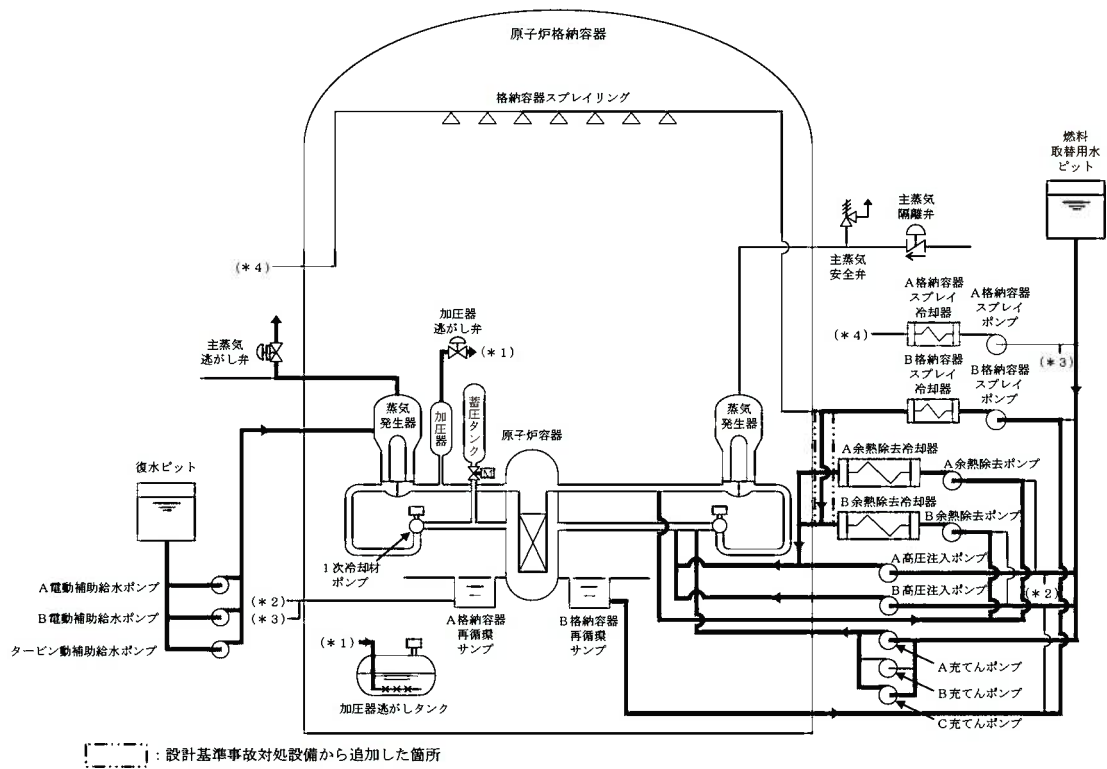 原子炉格納容器
格納容器スプレイリング
燃料
取替用水
ピット
主蒸気
隔離弁
主蒸気
安全弁
(*4)
A格納容器
スプレイ
冷却器
A格納容器
スプレイ
ポンプ
(*4)
(*3)
加圧器
逃がし弁
(*1)
主蒸気
逃がし弁
B格納容器
スプレイ
冷却器
B格納容器
スプレイ
ポンプ
蒸気
発生器
加圧器
蓄圧タンク
原子炉容器
蒸気
発生器
A余熱除去冷却器
A余熱除去ポンプ
復水ピット
B余熱除去冷却器
B余熱除去ポンプ
1次冷却材
ポンプ
A高圧注入ポンプ
A電動補助給水ポンプ
(*2)
B高圧注入ポンプ
(*2)
B電動補助給水ポンプ
(*3)
A格納容器
再循環
サンプ
B格納容器
再循環
サンプ
タービン動補助給水ポンプ
(*1)
A充てんポンプ
B充てんポンプ
C充てんポンプ
加圧器逃がしタンク
:設計基準事故対処設備から追加した箇所